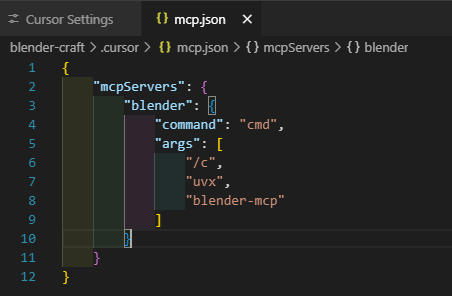 Cursor Settings {} mcp.json ×
blender-craft > .cursor > {} mcp.json > {} mcpServers > {} blender
1 {
2 "mcpServers": {
3 "blender": {
4 "command": "cmd",
5 "args": [
6 "/c",
7 "uvx",
8 "blender-mcp"
9 ]
10 }
11 }
12 }